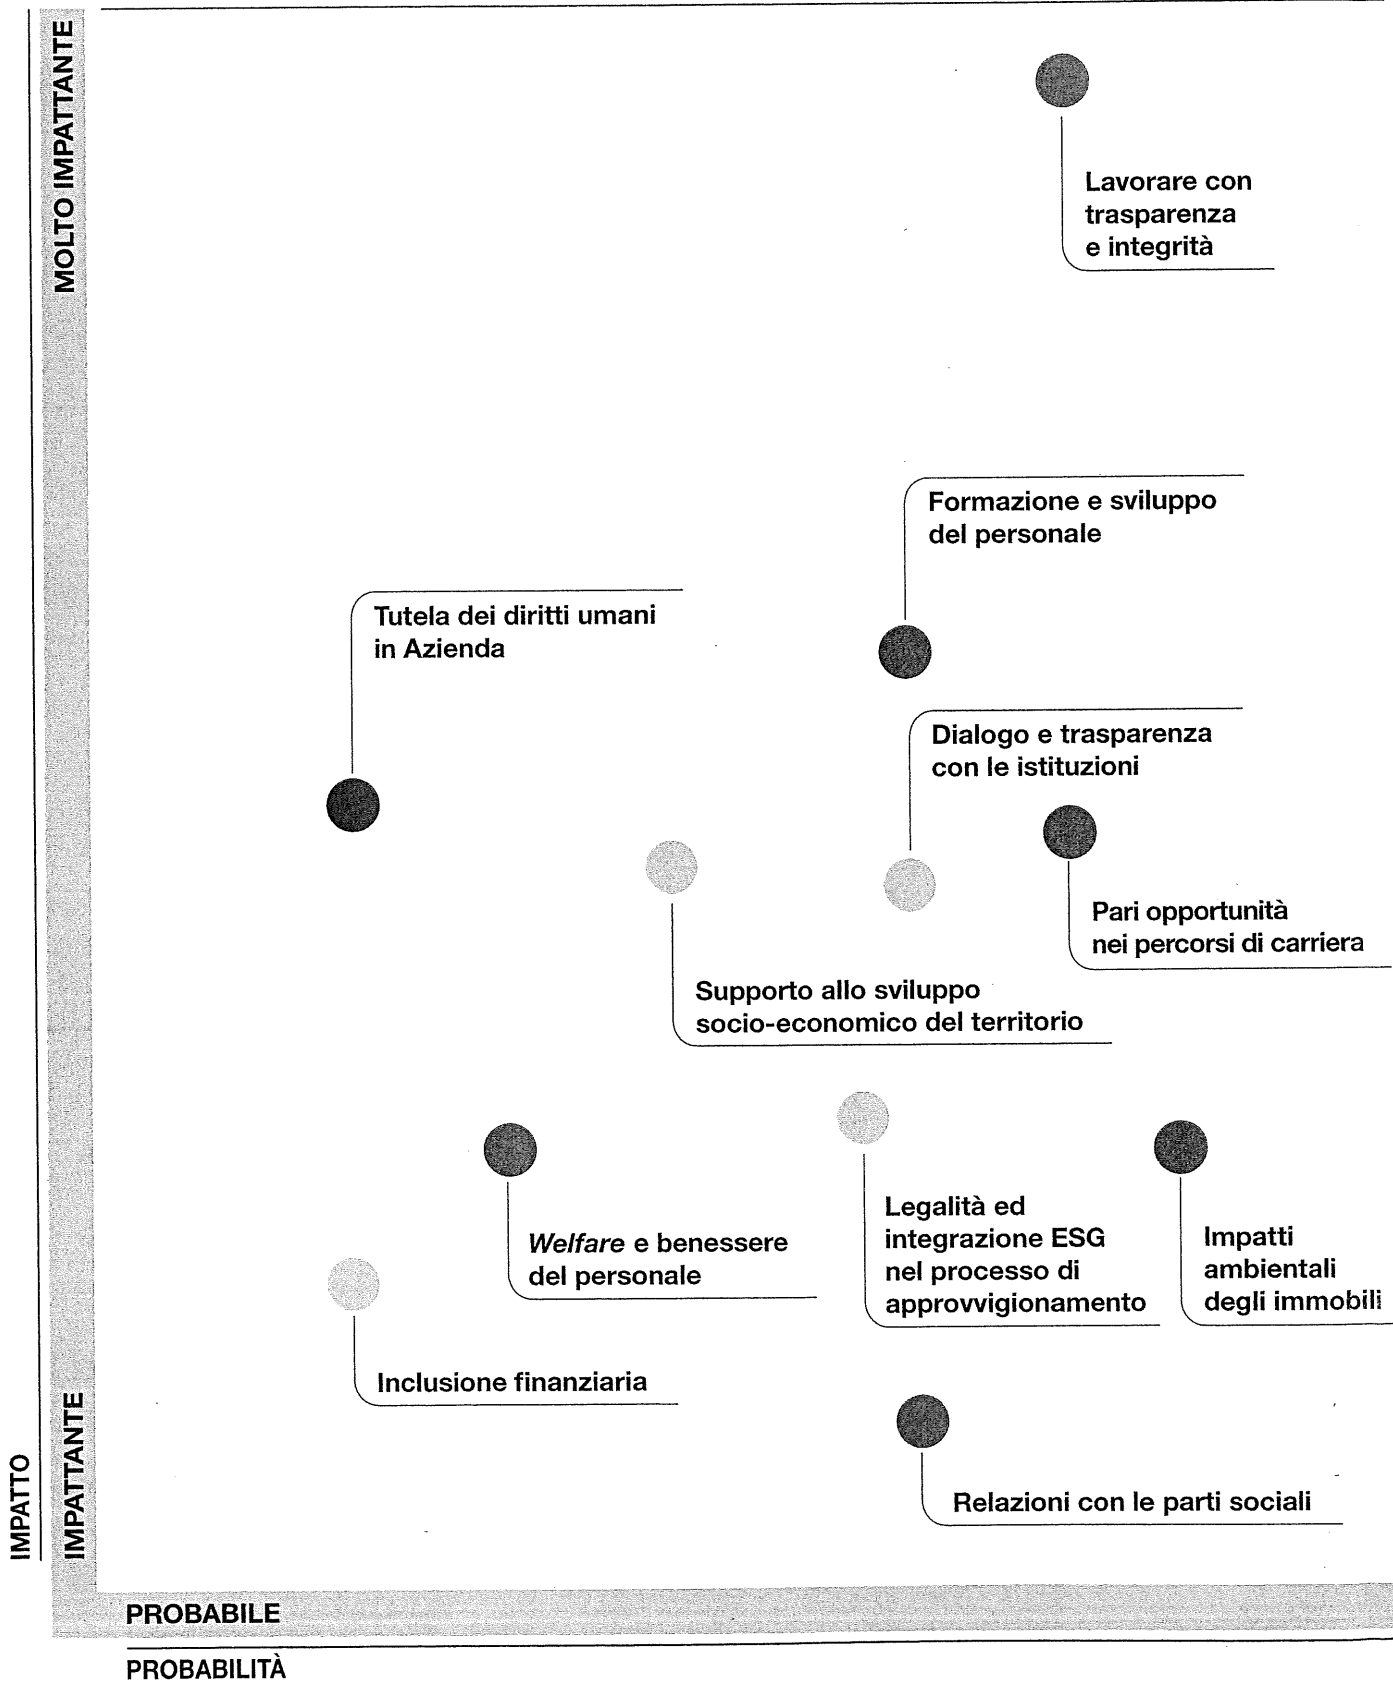 MOLTO IMPATTANTE
Lavorare con
trasparenza
e integrità
Formazione e sviluppo
del personale
Tutela dei diritti umani
in Azienda
Dialogo e trasparenza
con le istituzioni
Pari opportunità
nei percorsi di carriera
Supporto allo sviluppo
socio-economico del territorio
Welfare e benessere
del personale
Legalità ed
integrazione ESG
nel processo di
approvvigionamento
Impatti
ambientali
degli immobili
Inclusione finanziaria
Relazioni con le parti sociali
IMPATTANTE
IMPATTO
PROBABILE
PROBABILITÀ